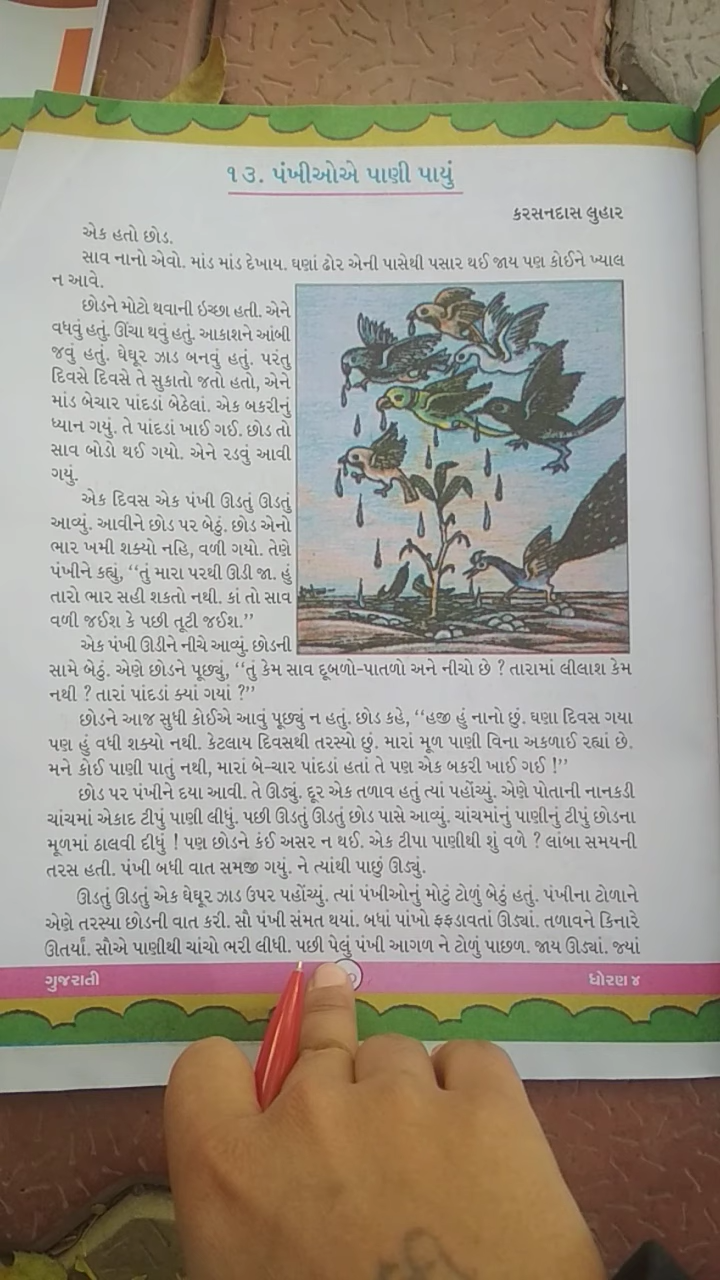 ૧૩. પંખીઓએ પાણી પાયું
કરસનદાસ લુહાર
એક હતો છોડ.
સાવ નાનો એવો. માંડ માંડ દેખાય. ઘણાં ઢોર એની પાસેથી પસાર થઈ જાય પણ કોઈને ખ્યાલ
ન આવે.
છોડને મોટો થવાની ઇચ્છા હતી. એને
વધવું હતું. ઊંચા થવું હતું. આકાશને આંબી
જવું હતું. ઘેઘૂર ઝાડ બનવું હતું. પરંતુ
દિવસે દિવસે તે સુકાતો જતો હતો, એને
માંડ બેચાર પાંદડાં બેઠેલાં. એક બકરીનું
ધ્યાન ગયું. તે પાંદડાં ખાઈ ગઈ. છોડ તો
સાવ બોડો થઈ ગયો. એને રડવું આવી
ગયું.
એક દિવસ એક પંખી ઊડતું ઊડતું
આવ્યું. આવીને છોડ પર બેઠું. છોડ એનો
ભાર ખમી શક્યો નહિ, વળી ગયો. તેણે
પંખીને કહ્યું, ‘‘તું મારા પરથી ઊડી જા. હું
તારો ભાર સહી શકતો નથી. કાં તો સાવ
વળી જઈશ કે પછી તૂટી જઈશ.’’
એક પંખી ઊડીને નીચે આવ્યું. છોડની
સામે બેઠું. એણે છોડને પૂછ્યું, ‘‘તું કેમ સાવ દૂબળો-પાતળો અને નીચો છે ? તારામાં લીલાશ કેમ
નથી ? તારાં પાંદડાં ક્યાં ગયાં ?’’
છોડને આજ સુધી કોઈએ આવું પૂછ્યું ન હતું. છોડ કહે, ‘‘હજી હું નાનો છું. ઘણા દિવસ ગયા
પણ હું વધી શક્યો નથી. કેટલાય દિવસથી તરસ્યો છું. મારાં મૂળ પાણી વિના અકળાઈ રહ્યાં છે.
મને કોઈ પાણી પાતું નથી, મારાં બે-ચાર પાંદડાં હતાં તે પણ એક બકરી ખાઈ ગઈ !’’
છોડ પર પંખીને દયા આવી. તે ઊડ્યું. દૂર એક તળાવ હતું ત્યાં પહોંચ્યું. એણે પોતાની નાનકડી
ચાંચમાં એકાદ ટીપું પાણી લીધું. પછી ઊડતું ઊડતું છોડ પાસે આવ્યું. ચાંચમાંનું પાણીનું ટીપું છોડના
મૂળમાં ઠાલવી દીધું ! પણ છોડને કંઈ અસર ન થઈ. એક ટીપા પાણીથી શું વળે ? લાંબા સમયની
તરસ હતી. પંખી બધી વાત સમજી ગયું. ને ત્યાંથી પાછું ઊડ્યું.
ઊડતું ઊડતું એક ઘેઘૂર ઝાડ ઉપર પહોંચ્યું. ત્યાં પંખીઓનું મોટું ટોળું બેઠું હતું. પંખીના ટોળાને
એણે તરસ્યા છોડની વાત કરી. સૌ પંખી સંમત થયાં. બધાં પાંખો ફફડાવતાં ઊડ્યાં. તળાવને કિનારે
ઊતર્યાં. સૌએ પાણીથી ચાંચો ભરી લીધી. પછી પેલું પંખી આગળ ને ટોળું પાછળ. જાય ઊડ્યાં. જ્યાં
ગુજરાતી
ધોરણ ૪